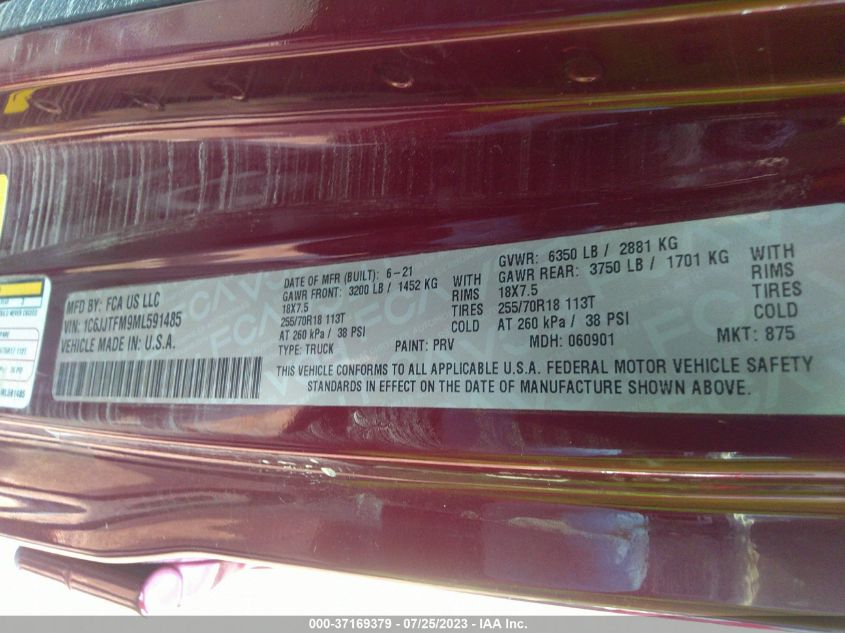 MFD BY: FCA US LLC
VIN: 1C6JJTFM9ML591485
VEHICLE MADE IN: U.S.A.
DATE OF MFR (BUILT): 6-21
GAWR FRONT: 3200 LB / 1452 KG WITH
18X7.5 RIMS
255/70R18 113T TIRES
AT 260 kPa / 38 PSI COLD
TYPE: TRUCK PAINT: PRV
GVWR: 6350 LB / 2881 KG
GAWR REAR: 3750 LB / 1701 KG WITH
18X7.5 RIMS
255/70R18 113T TIRES
AT 260 kPa / 38 PSI COLD
MDH: 060901 MKT: 875
THIS VEHICLE CONFORMS TO ALL APPLICABLE U.S.A. FEDERAL MOTOR VEHICLE SAFETY
STANDARDS IN EFFECT ON THE DATE OF MANUFACTURE SHOWN ABOVE.
ML591485
000-37169379 - 07/25/2023 - IAA Inc.